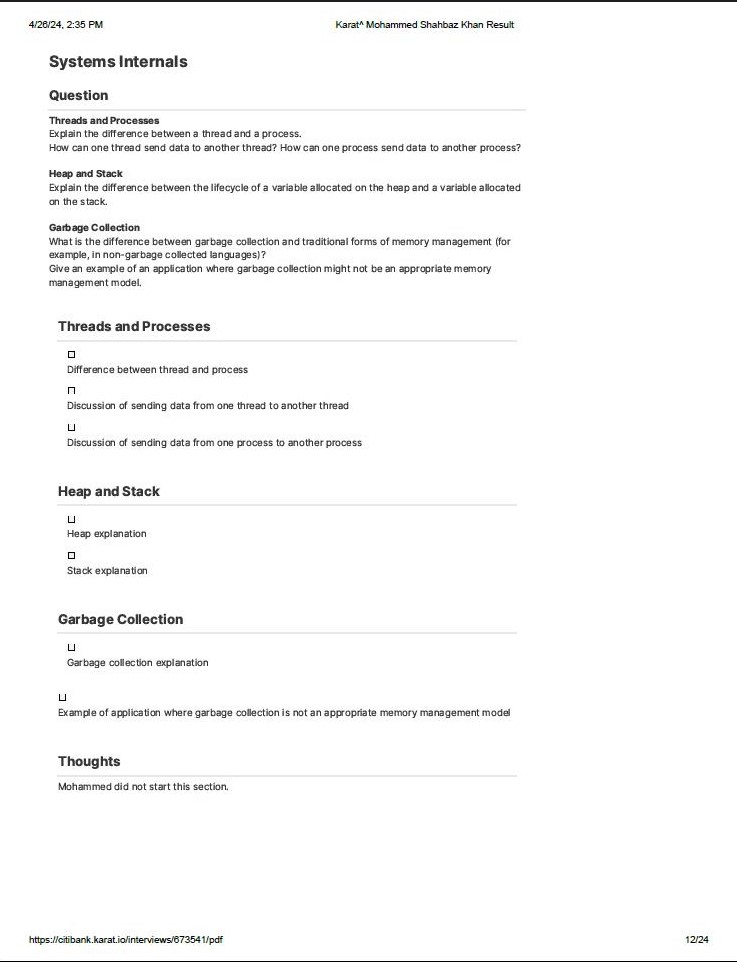 4/26/24, 2:35 PM
Karat^ Mohammed Shahbaz Khan Result
Systems Internals
Question
Threads and Processes
Explain the difference between a thread and a process.
How can one thread send data to another thread? How can one process send data to another process?
Heap and Stack
Explain the difference between the lifecycle of a variable allocated on the heap and a variable allocated
on the stack.
Garbage Collection
What is the difference between garbage collection and traditional forms of memory management (for
example, in non-garbage collected languages)?
Give an example of an application where garbage collection might not be an appropriate memory
management model.
Threads and Processes
Difference between thread and process
Discussion of sending data from one thread to another thread
Discussion of sending data from one process to another process
Heap and Stack
Heap explanation
Stack explanation
Garbage Collection
Garbage collection explanation
Example of application where garbage collection is not an appropriate memory management model
Thoughts
Mohammed did not start this section.
https://citibank.karat.io/interviews/673541/pdf
12/24